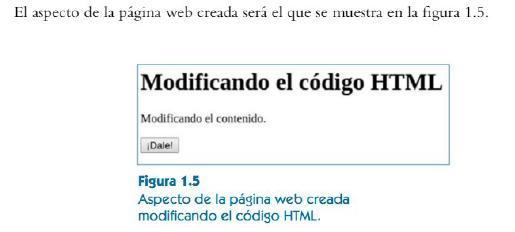 El aspecto de la página web creada será el que se muestra en la figura 1.5.
Modificando el código HTML
Modificando el contenido.
¡Dale!
Figura 1.5
Aspecto de la página web creada
modificando el código HTML.